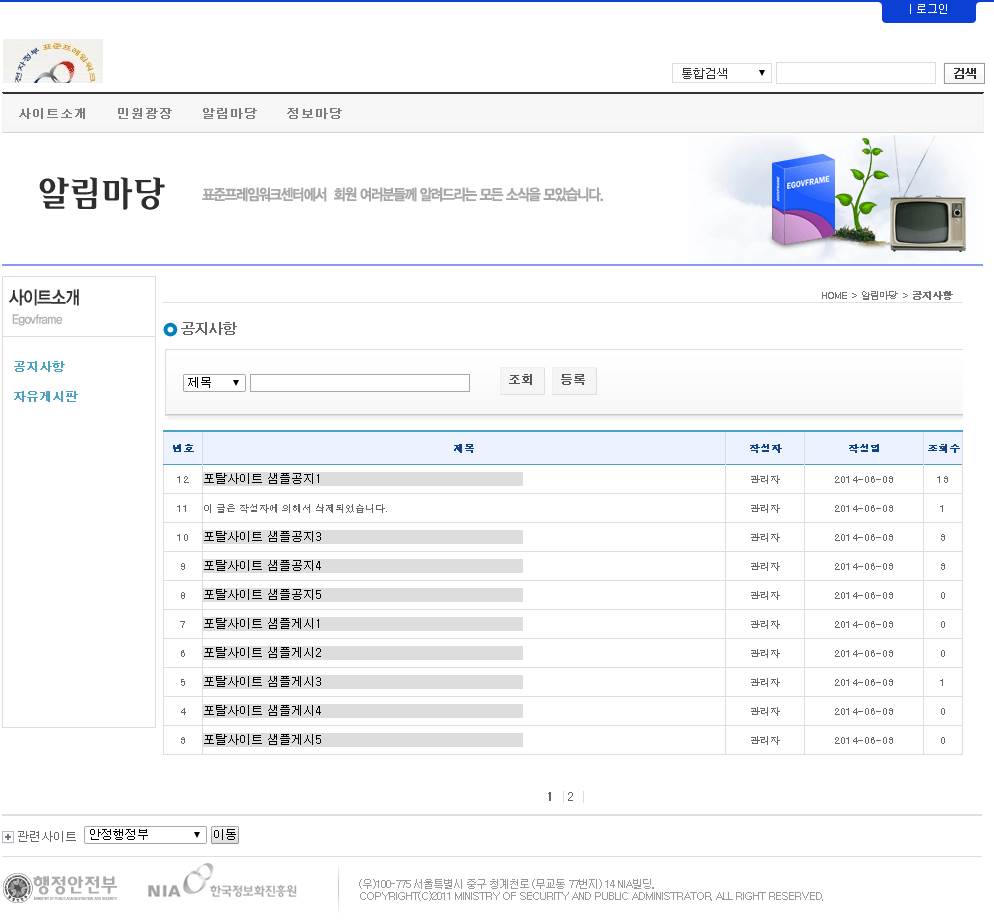 | 로그인
전자정부 표준프레임워크
통합검색 ▼ 검색
사이트소개 민원광장 알림마당 정보마당
알림마당 표준프레임워크센터에서 회원 여러분들께 알려드리는 모든 소식을 모았습니다.
EGOVFRAME
EGOVFRAME
사이트소개
Egovframe
공지사항
자유게시판
HOME > 알림마당 > 공지사항
공지사항
제목 ▼ 조회 등록
번호 제목 작성자 작성일 조회수
12 포탈사이트 샘플공지1 관리자 2014-06-09 19
11 이 글은 작성자에 의해서 삭제되었습니다. 관리자 2014-06-09 1
10 포탈사이트 샘플공지3 관리자 2014-06-09 9
9 포탈사이트 샘플공지4 관리자 2014-06-09 9
8 포탈사이트 샘플공지5 관리자 2014-06-09 0
7 포탈사이트 샘플게시1 관리자 2014-06-09 0
6 포탈사이트 샘플게시2 관리자 2014-06-09 0
5 포탈사이트 샘플게시3 관리자 2014-06-09 1
4 포탈사이트 샘플게시4 관리자 2014-06-09 0
3 포탈사이트 샘플게시5 관리자 2014-06-09 0
1 | 2 |
관련사이트 안정행정부 ▼ 이동
행정안전부
MINISTRY OF PUBLIC ADMINISTRATION AND SECURITY
NIA 한국정보화진흥원
(우)100-775 서울특별시 중구 청계천로 (무교동 77번지) 14 NIA빌딩.
COPYRIGHT(C)2011 MINISTRY OF SECURITY AND PUBLIC ADMINISTRATOR, ALL RIGHT RESERVED.